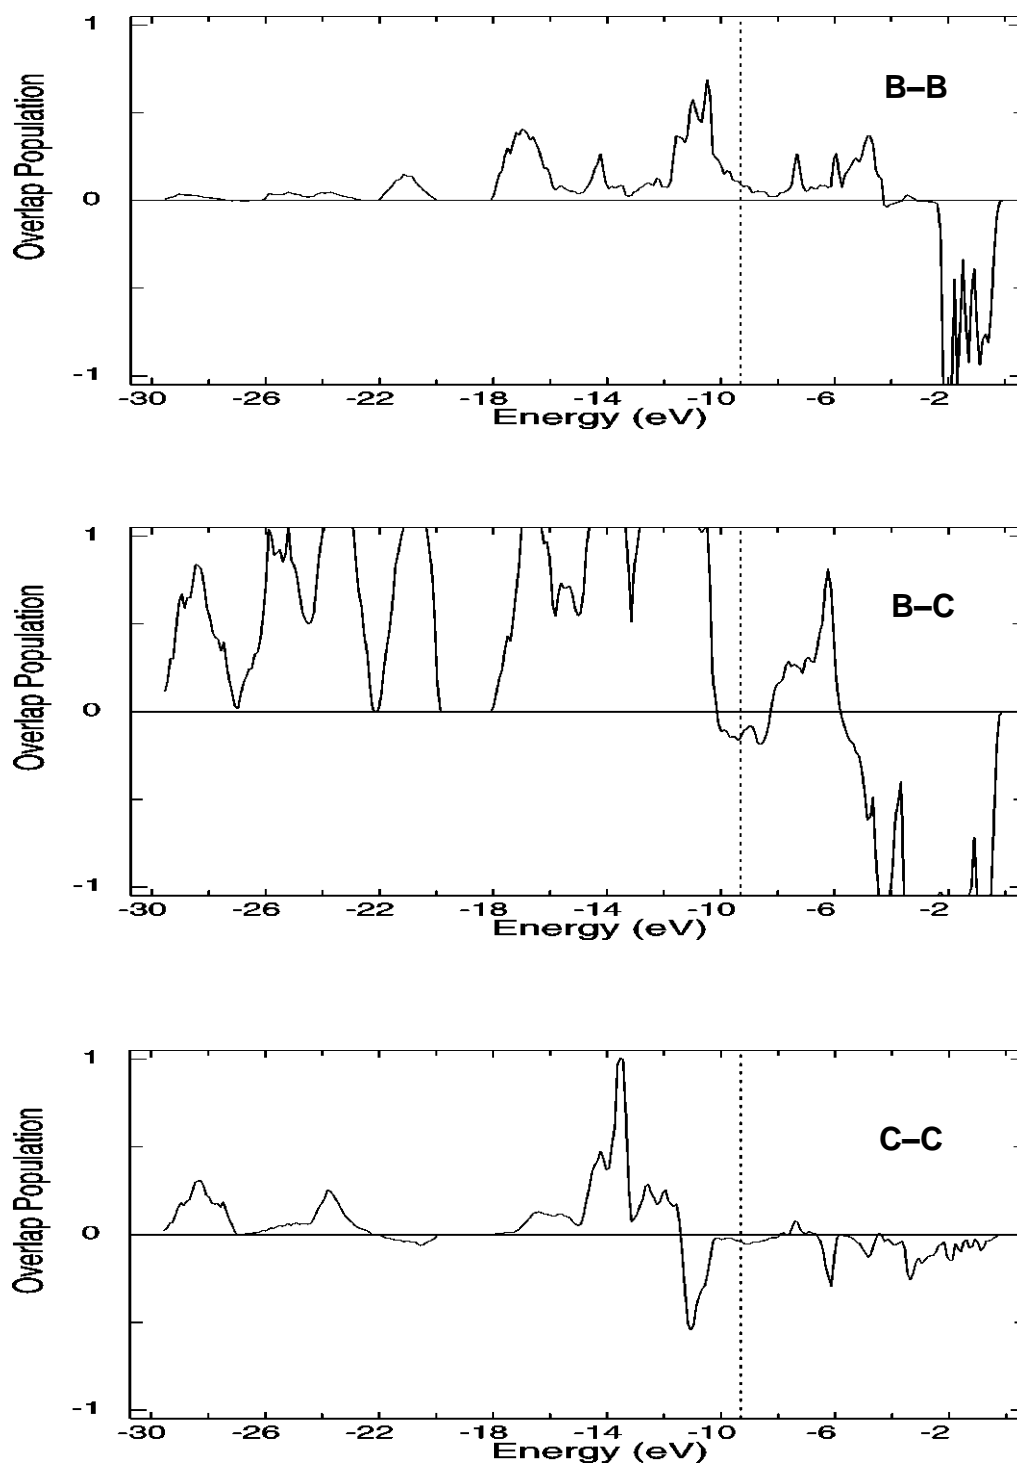 1
B–B
Overlap Population
0
-1
-30 -26 -22 -18 -14 -10 -6 -2
Energy (eV)
1
B–C
Overlap Population
0
-1
-30 -26 -22 -18 -14 -10 -6 -2
Energy (eV)
1
C–C
Overlap Population
0
-1
-30 -26 -22 -18 -14 -10 -6 -2
Energy (eV)